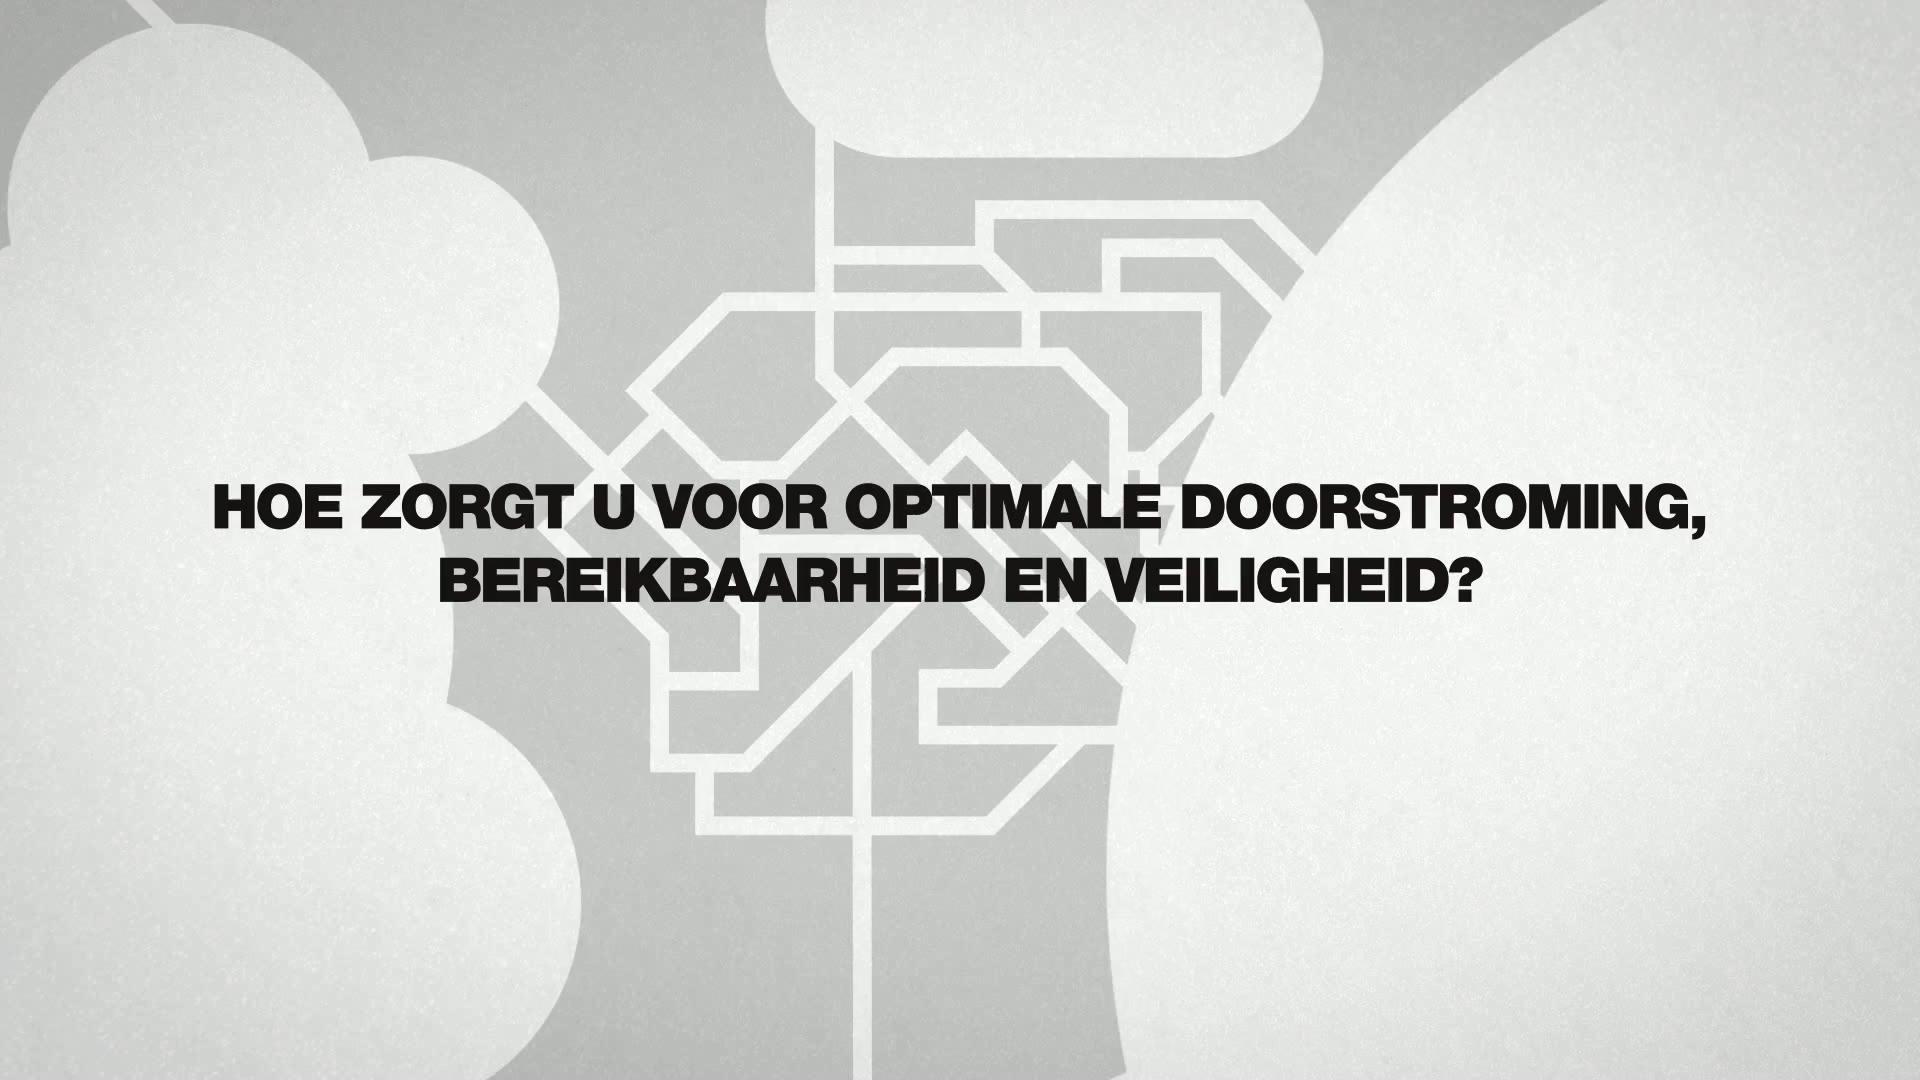 HOE ZORGT U VOOR OPTIMALE DOORSTROMING,
BEREIKBAARHEID EN VEILIGHEID?